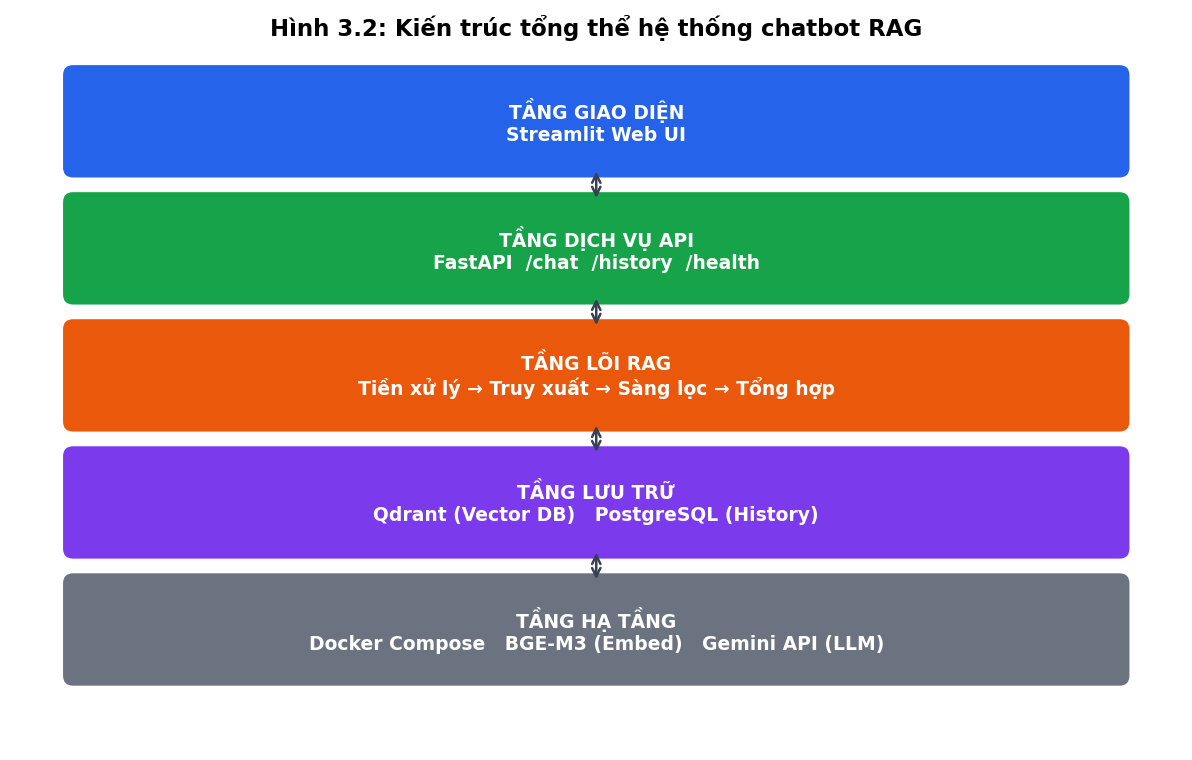 Hình 3.2: Kiến trúc tổng thể hệ thống chatbot RAG
TẦNG GIAO DIỆN
Streamlit Web UI
TẦNG DỊCH VỤ API
FastAPI  /chat  /history  /health
TẦNG LÕI RAG
Tiền xử lý → Truy xuất → Sàng lọc → Tổng hợp
TẦNG LƯU TRỮ
Qdrant (Vector DB)   PostgreSQL (History)
TẦNG HẠ TẦNG
Docker Compose   BGE-M3 (Embed)   Gemini API (LLM)